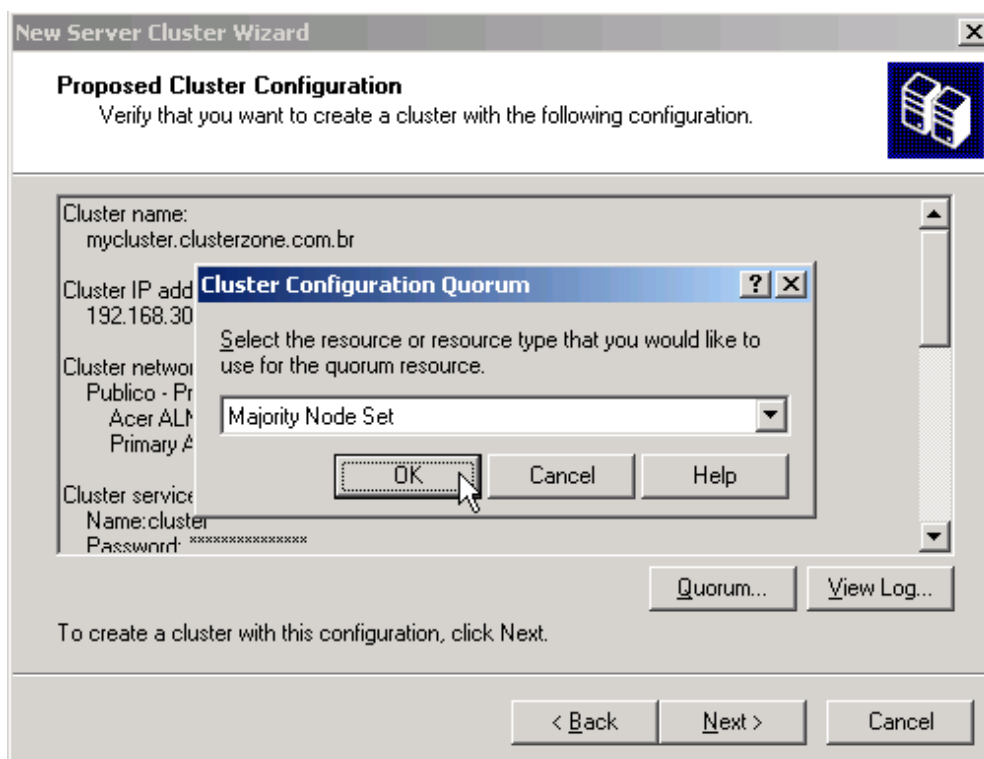 New Server Cluster Wizard
Proposed Cluster Configuration
Verify that you want to create a cluster with the following configuration.
Cluster name:
mycluster.clusterzone.com.br
Cluster IP add
192.168.30
Cluster networ
Publico - Pr
Acer ALN
Primary A
Cluster service
Name:cluster
Password: ***************
Cluster Configuration Quorum
Select the resource or resource type that you would like to
use for the quorum resource.
Majority Node Set
OK
Cancel
Help
Quorum...
View Log...
To create a cluster with this configuration, click Next.
< Back
Next >
Cancel